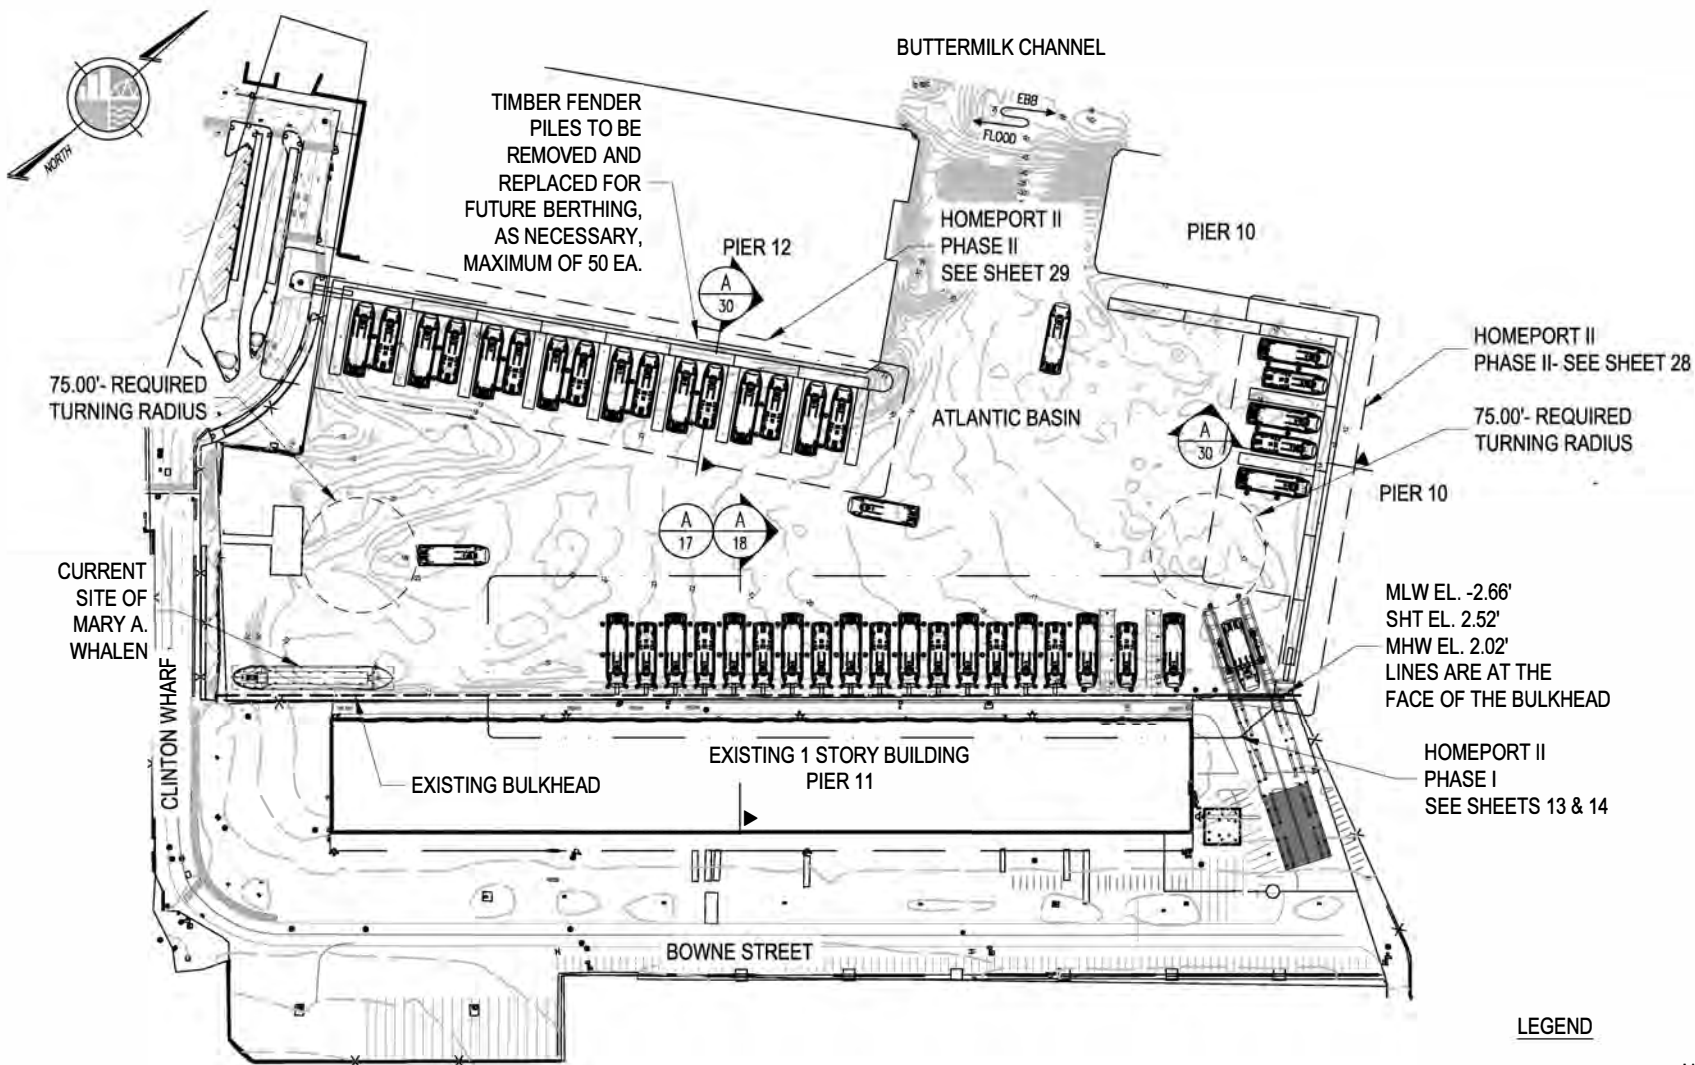 BUTTERMILK CHANNEL
EBB
FLOOD
NORTH
TIMBER FENDER
PILES TO BE
REMOVED AND
REPLACED FOR
FUTURE BERTHING,
AS NECESSARY,
MAXIMUM OF 50 EA.
PIER 12
A
30
HOMEPORT II
PHASE II
SEE SHEET 29
PIER 10
HOMEPORT II
PHASE II- SEE SHEET 28
75.00'- REQUIRED
TURNING RADIUS
75.00'- REQUIRED
TURNING RADIUS
ATLANTIC BASIN
A
30
PIER 10
A
17
A
18
CURRENT
SITE OF
MARY A.
WHALEN
MLW EL. -2.66'
SHT EL. 2.52'
MHW EL. 2.02'
LINES ARE AT THE
FACE OF THE BULKHEAD
CLINTON WHARF
EXISTING BULKHEAD
EXISTING 1 STORY BUILDING
PIER 11
HOMEPORT II
PHASE I
SEE SHEETS 13 & 14
BOWNE STREET
LEGEND